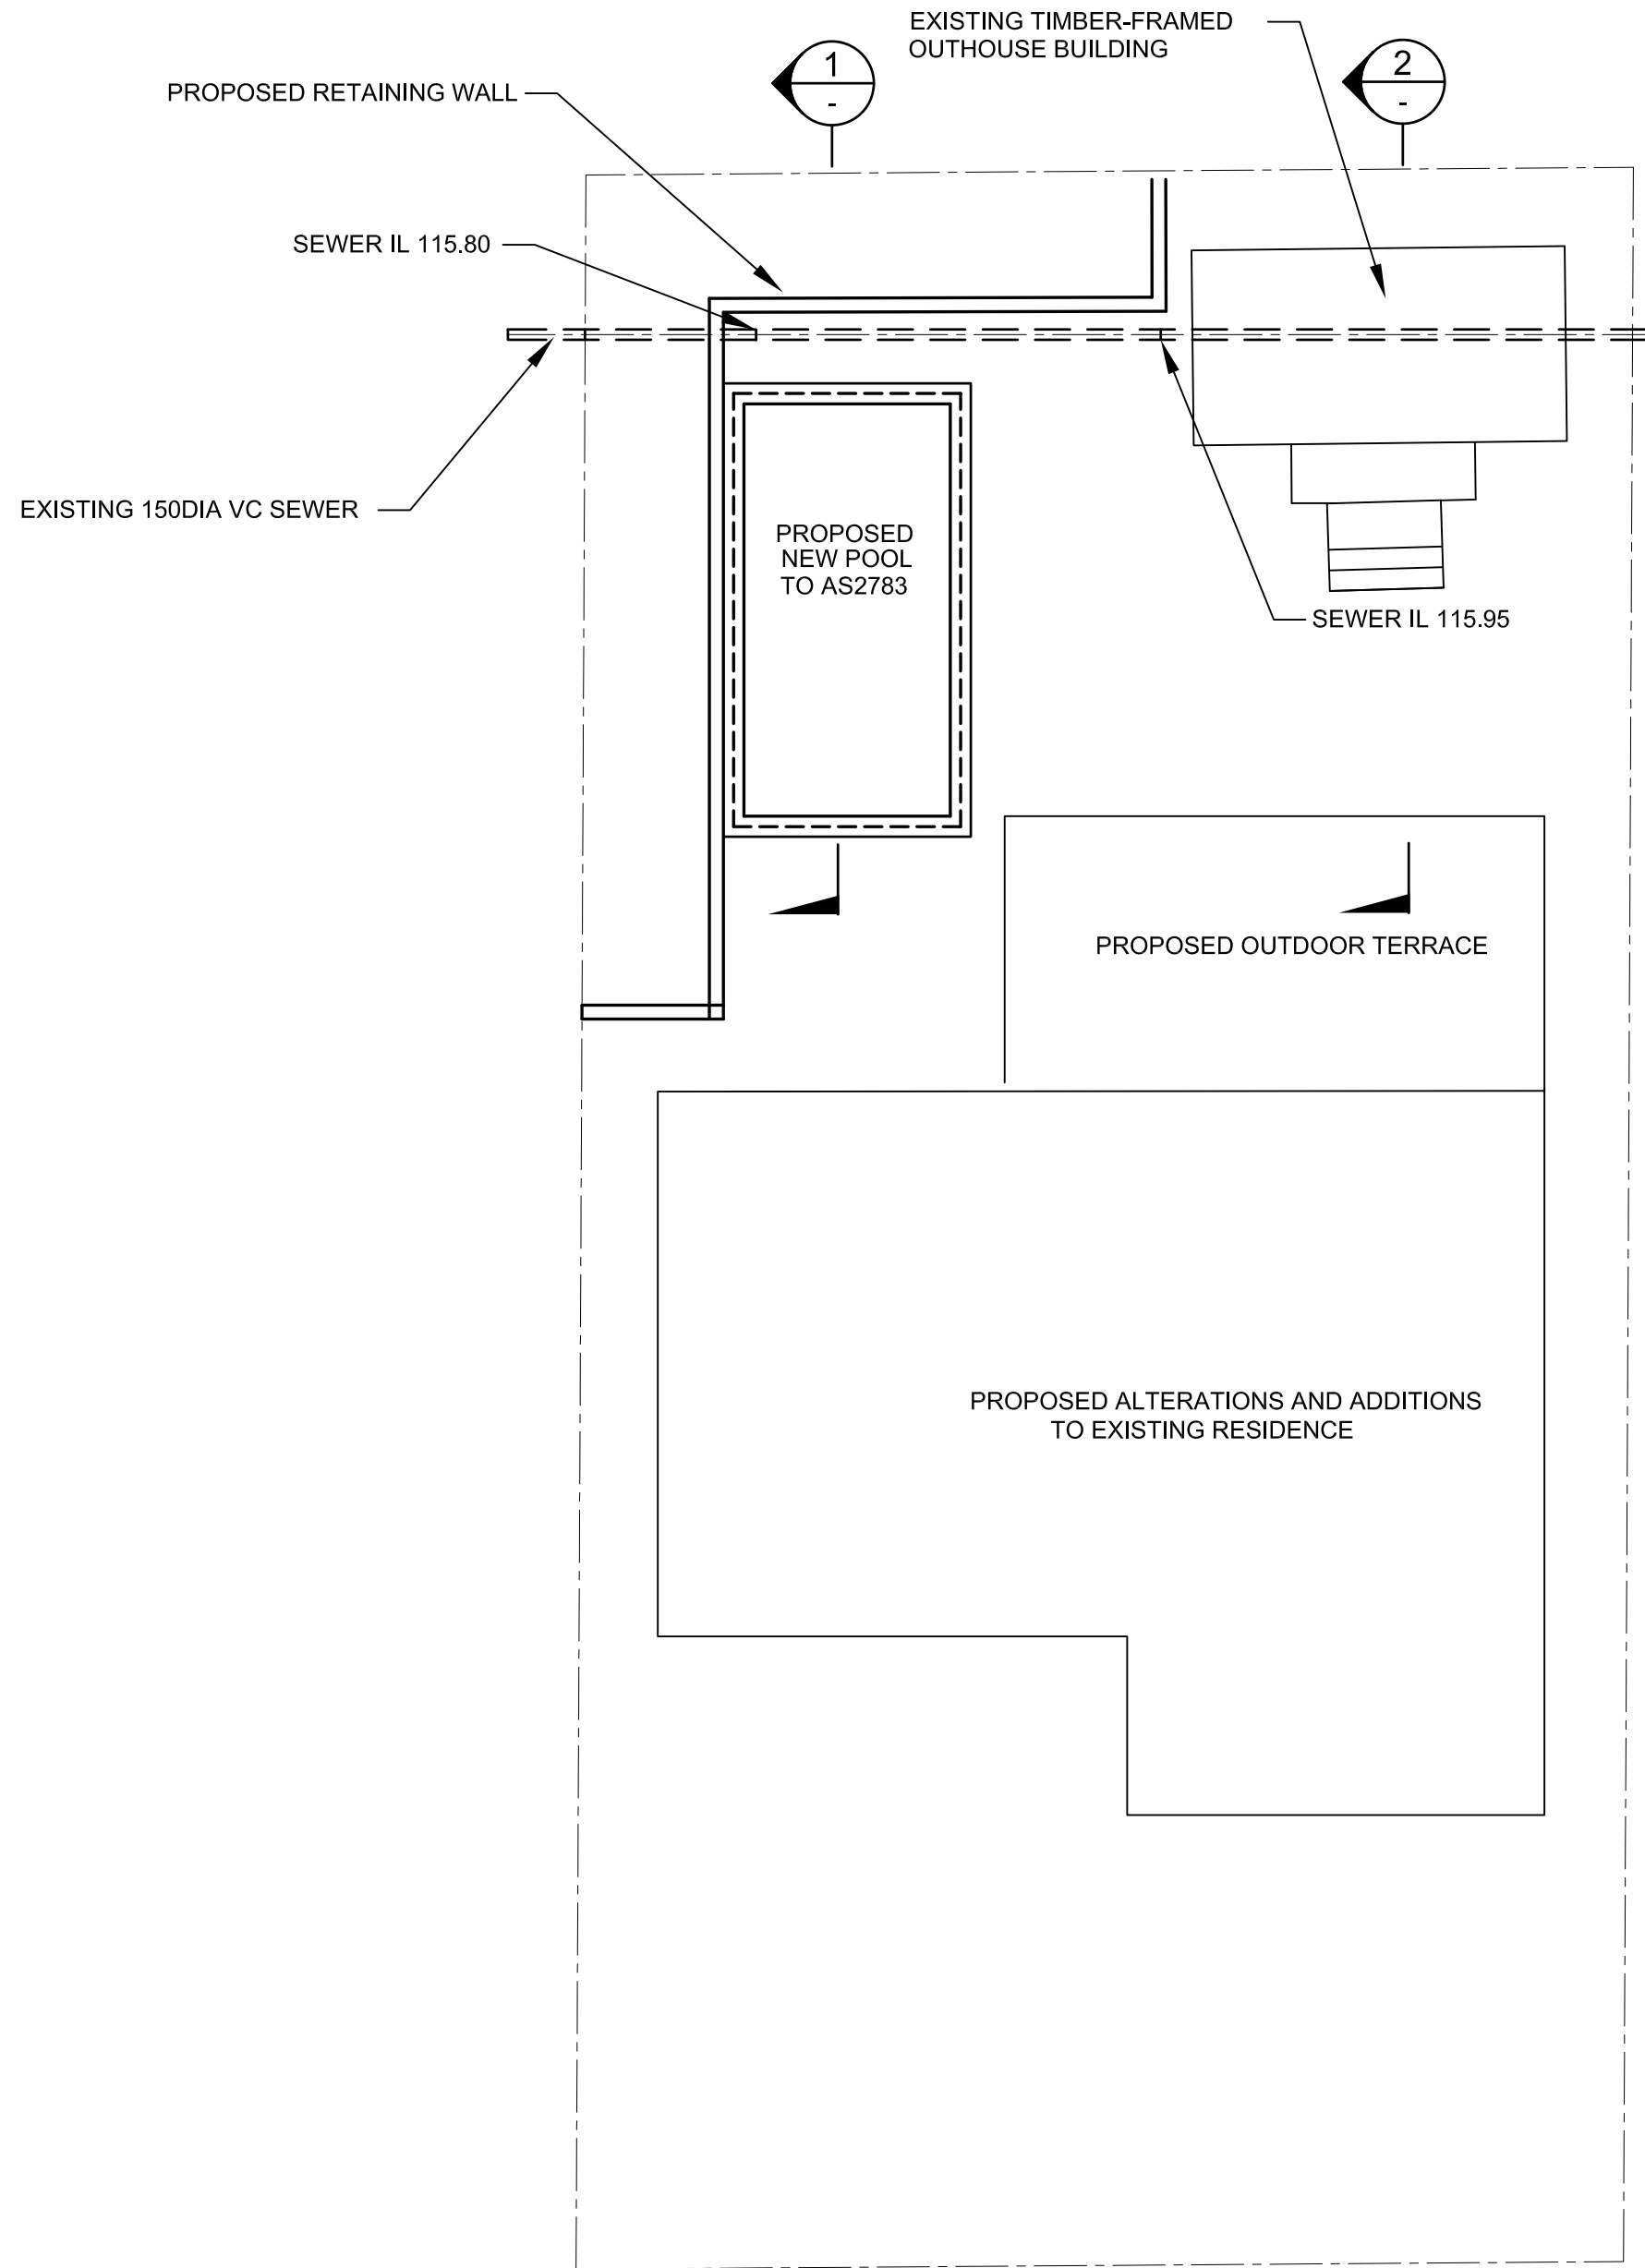 EXISTING TIMBER-FRAMED
OUTHOUSE BUILDING
1
-
2
-
PROPOSED RETAINING WALL
SEWER IL 115.80
EXISTING 150DIA VC SEWER
PROPOSED
NEW POOL
TO AS2783
SEWER IL 115.95
PROPOSED OUTDOOR TERRACE
PROPOSED ALTERATIONS AND ADDITIONS
TO EXISTING RESIDENCE